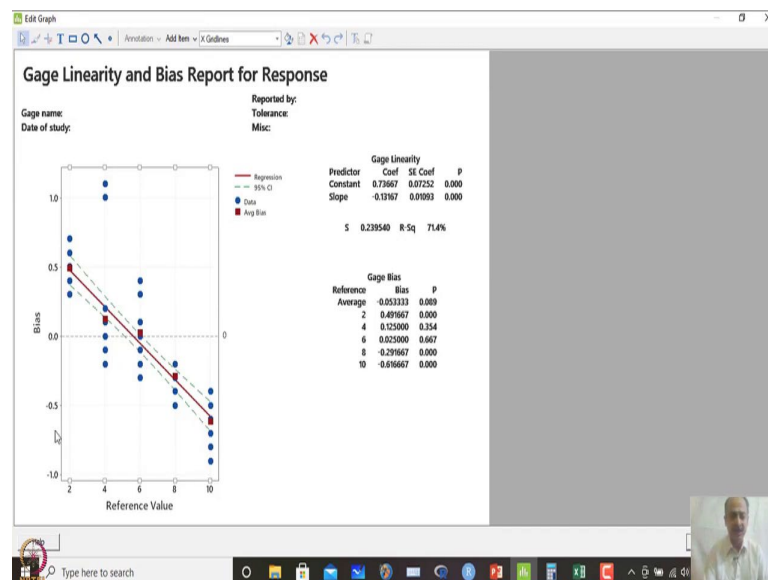 Edit Graph
T Annotation Add Item X Gridlines
Gage Linearity and Bias Report for Response
Reported by:
Gage name: Tolerance:
Date of study: Misc:
Regression
95% CI
Data
Avg Bias
Gage Linearity
Predictor Coef SE Coef P
Constant 0.73667 0.07252 0.000
Slope -0.13167 0.01093 0.000
S 0.239540 R-Sq 71.4%
Gage Bias
Reference Bias P
Average -0.053333 0.089
2 0.491667 0.000
4 0.125000 0.354
6 0.025000 0.667
8 -0.291667 0.000
10 -0.616667 0.000
1.0
0.5
0.0
0
-0.5
-1.0
Bias
2 4 6 8 10
Reference Value
Help
Type here to search